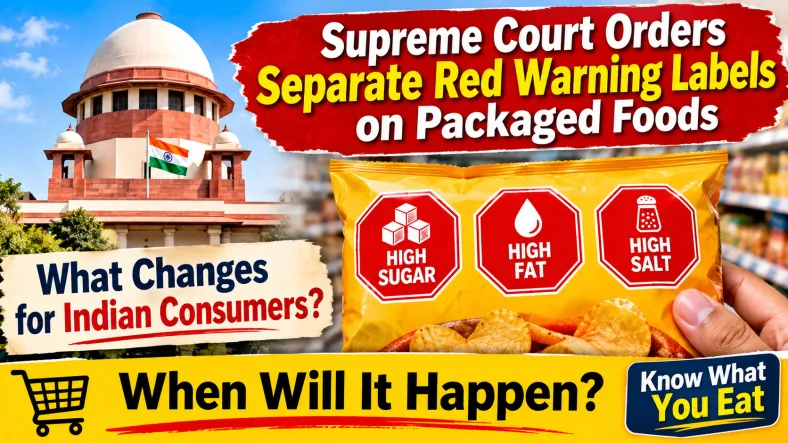 Supreme Court Orders
Separate Red Warning Labels
on Packaged Foods
HIGH
SUGAR
HIGH
FAT
HIGH
SALT
What Changes
for Indian Consumers?
When Will It Happen?
Know What
You Eat